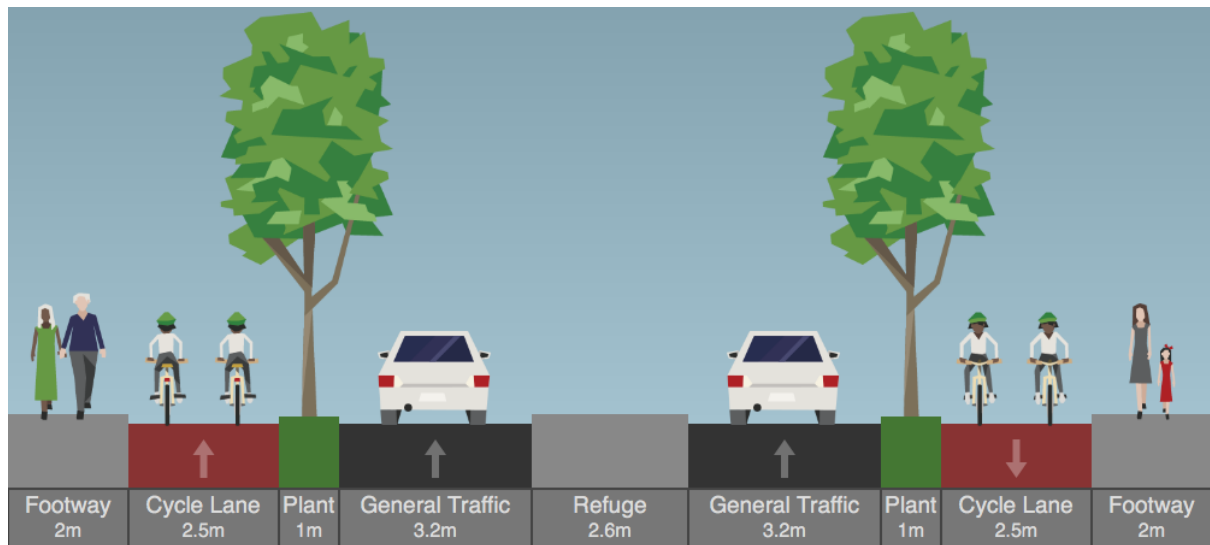 Footway
2m
Cycle Lane
2.5m
Plant
1m
General Traffic
3.2m
Refuge
2.6m
General Traffic
3.2m
Plant
1m
Cycle Lane
2.5m
Footway
2m